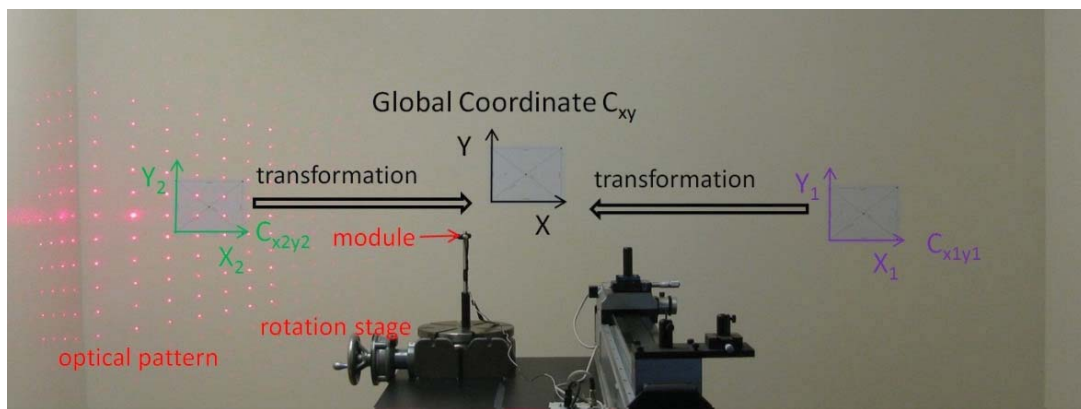 Global Coordinate Cxy
Y
X
transformation
transformation
Y2
X2
Cx2y2
module
Y1
X1
Cx1y1
rotation stage
optical pattern